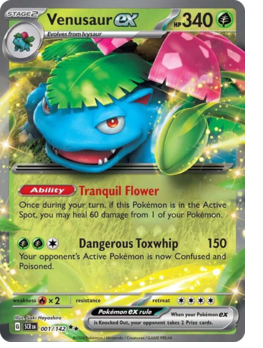 STAGE 2
Venusaur ex
HP 340
Evolves from Ivysaur
Ability Tranquil Flower
Once during your turn, if this Pokémon is in the Active
Spot, you may heal 60 damage from 1 of your Pokémon.
Dangerous Toxwhip 150
Your opponent's Active Pokémon is now Confused and
Poisoned.
weakness × 2 resistance retreat
Pokémon ex rule
When your Pokémon ex
is Knocked Out, your opponent takes 2 Prize cards.
SCR EN 001/142